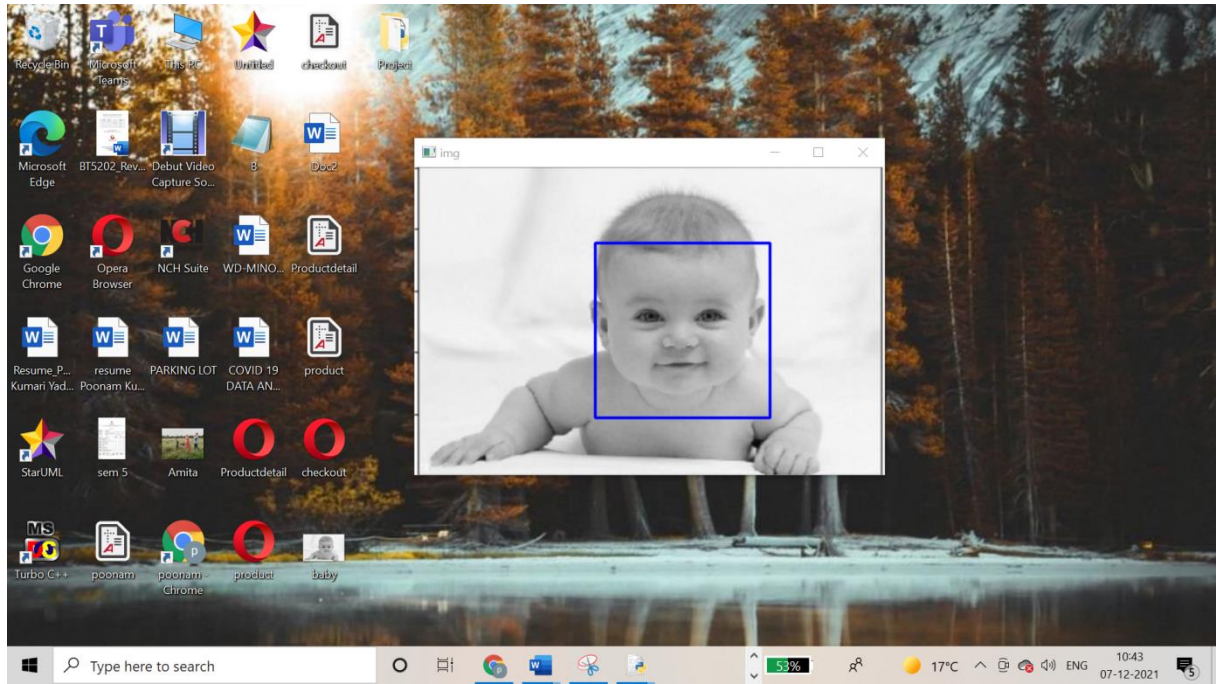 Recycle Bin
Microsoft
Teams
This PC
Untitled
checkout
Project
Microsoft
Edge
BT5202_Rev...
Debut Video
Capture So...
B
Doc2
Google
Chrome
Opera
Browser
NCH
NCH Suite
WD-MINO...
Productdetail
Resume_P...
Kumari Yad...
resume
Poonam Ku...
PARKING LOT
COVID 19
DATA AN...
product
StarUML
sem 5
Amita
Productdetail
checkout
MS
Turbo C++
poonam
poonam -
Chrome
product
baby
img
Type here to search
53%
17°C
ENG
10:43
07-12-2021
5